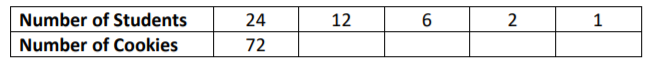 Number of Students 24 12 6 2 1
Number of Cookies 72